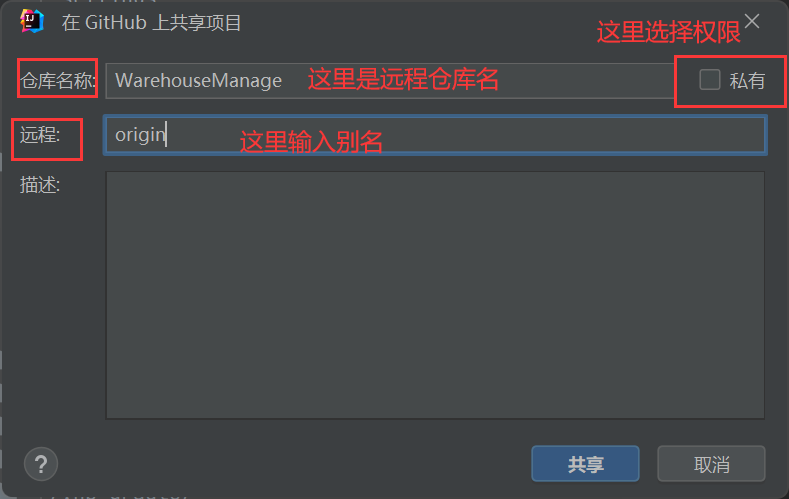 在 GitHub 上共享项目
这里选择权限
仓库名称:
WarehouseManage
这里是远程仓库名
私有
远程:
origin
这里输入别名
描述:
?
共享
取消